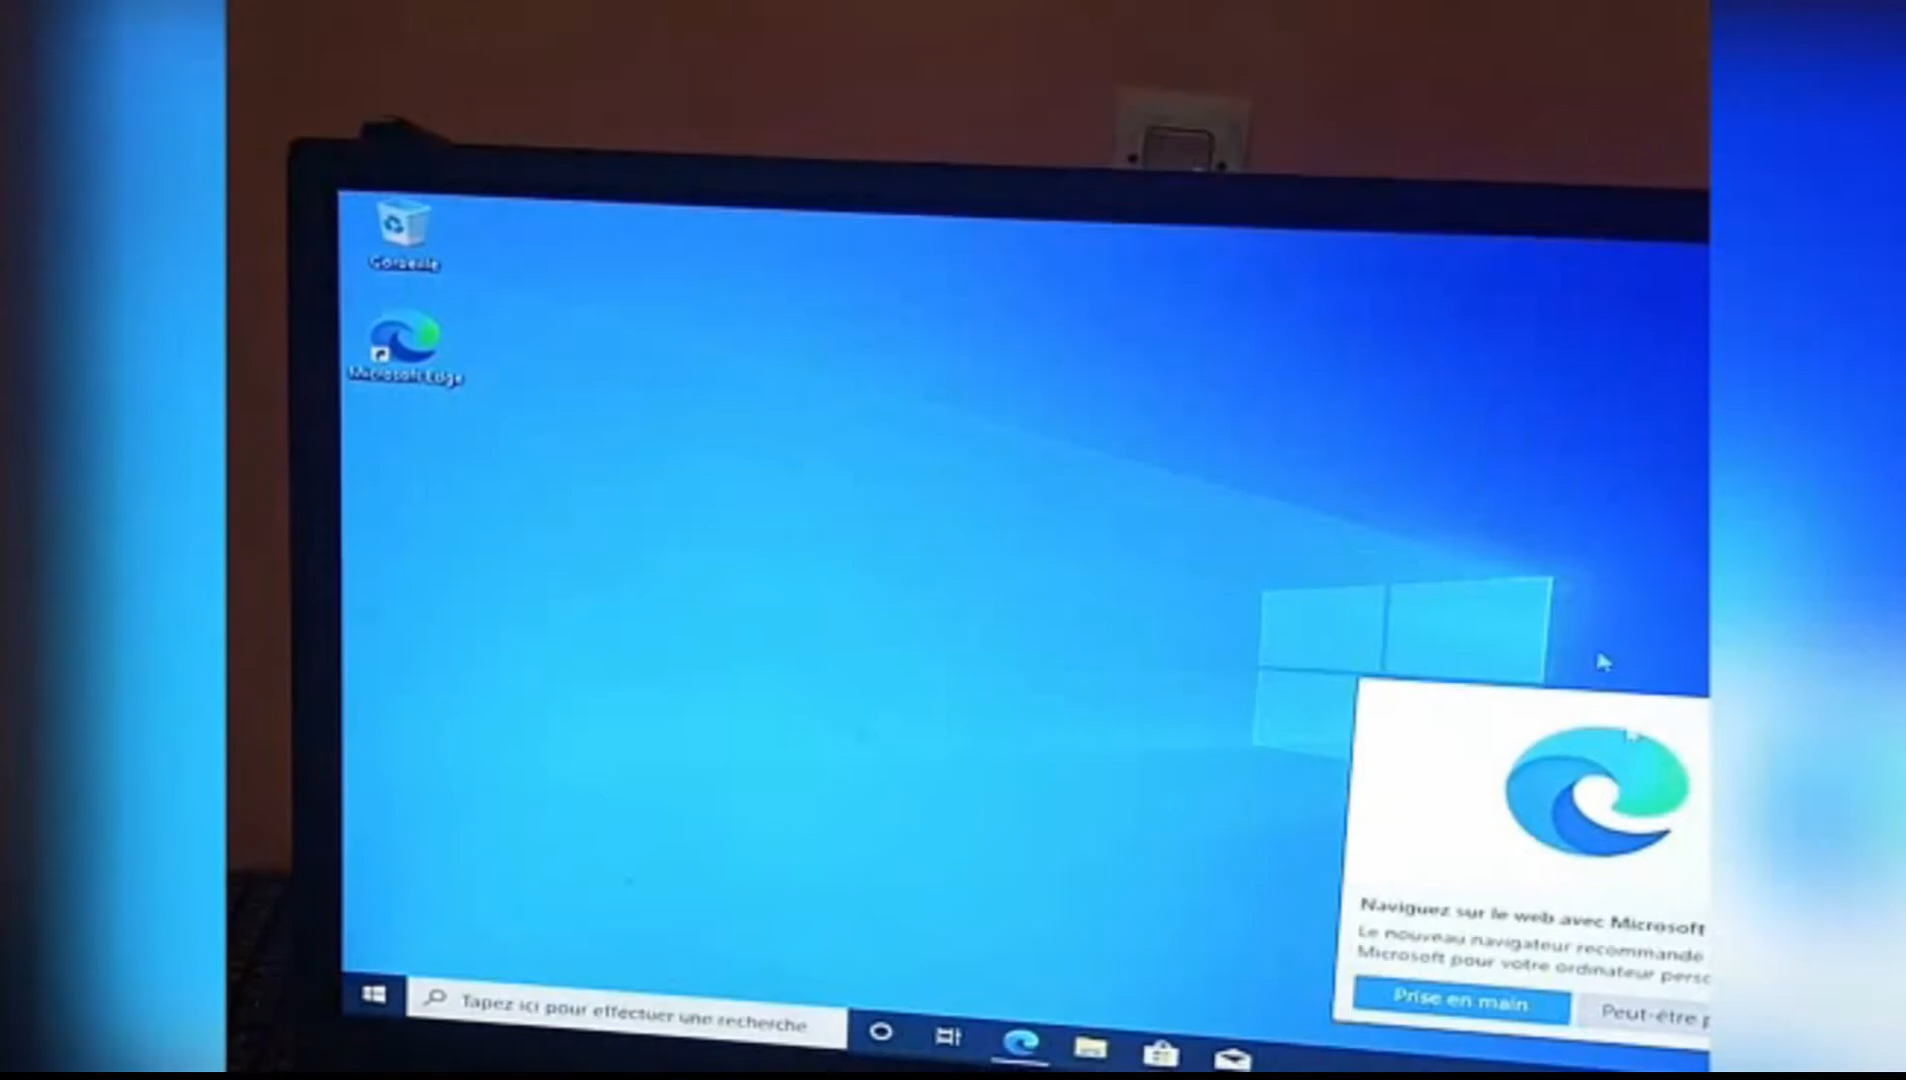 Corbeille
Microsoft Edge
Naviguez sur le web avec Microsoft
Le nouveau navigateur recommandé
Microsoft pour votre ordinateur perso
Prise en main
Peut-être p
Tapez ici pour effectuer une recherche